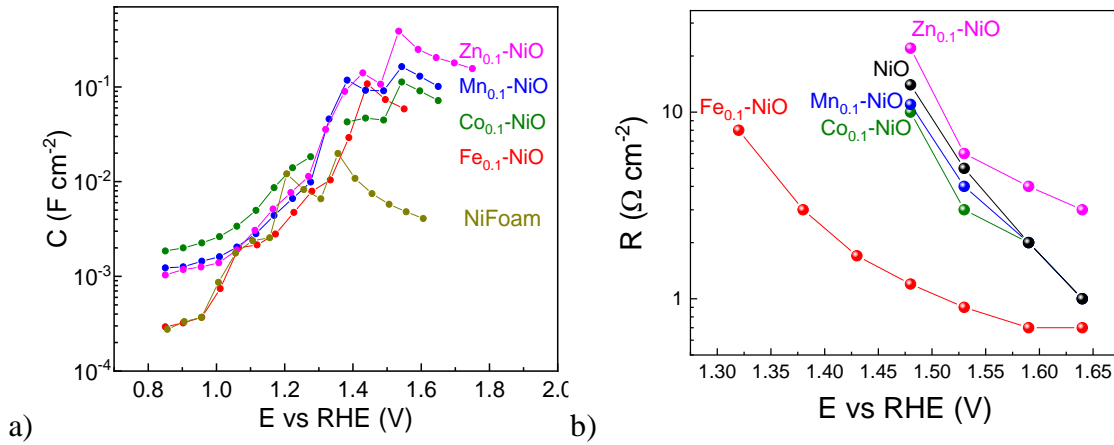 C (F cm⁻²)
10⁻¹
10⁻²
10⁻³
10⁻⁴
Zn₀.₁-NiO
Mn₀.₁-NiO
Co₀.₁-NiO
Fe₀.₁-NiO
NiFoam
0.8 1.0 1.2 1.4 1.6 1.8 2.0
E vs RHE (V)
a)
R (Ω cm⁻²)
10
1
Zn₀.₁-NiO
NiO
Fe₀.₁-NiO
Mn₀.₁-NiO
Co₀.₁-NiO
1.30 1.35 1.40 1.45 1.50 1.55 1.60 1.65
E vs RHE (V)
b)